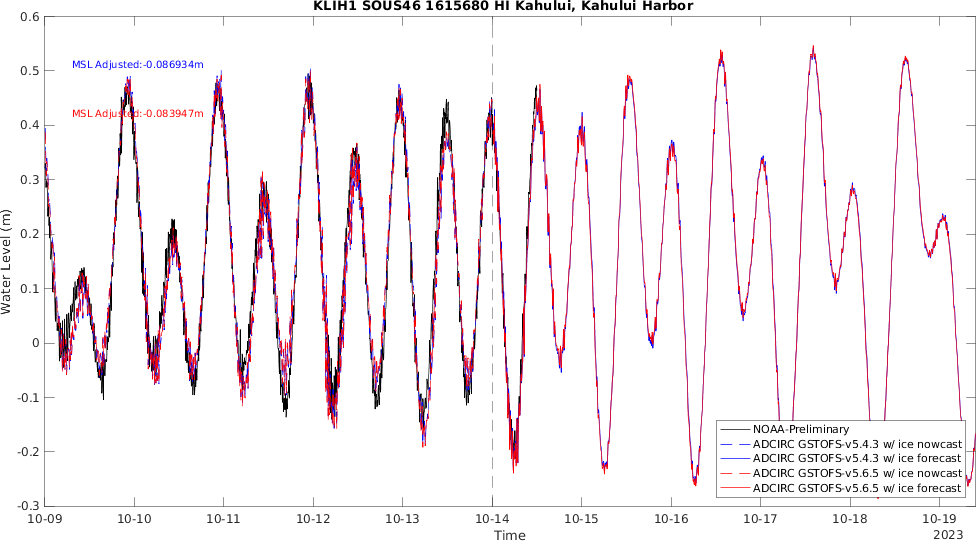 KLIH1 SOUS46 1615680 HI Kahului, Kahului Harbor
MSL Adjusted:-0.086934m
MSL Adjusted:-0.083947m
Water Level (m)
0.6
0.5
0.4
0.3
0.2
0.1
0
-0.1
-0.2
-0.3
10-09
10-10
10-11
10-12
10-13
10-14
10-15
10-16
10-17
10-18
10-19
2023
Time
NOAA-Preliminary
ADCIRC GSTOFS-v5.4.3 w/ ice nowcast
ADCIRC GSTOFS-v5.4.3 w/ ice forecast
ADCIRC GSTOFS-v5.6.5 w/ ice nowcast
ADCIRC GSTOFS-v5.6.5 w/ ice forecast